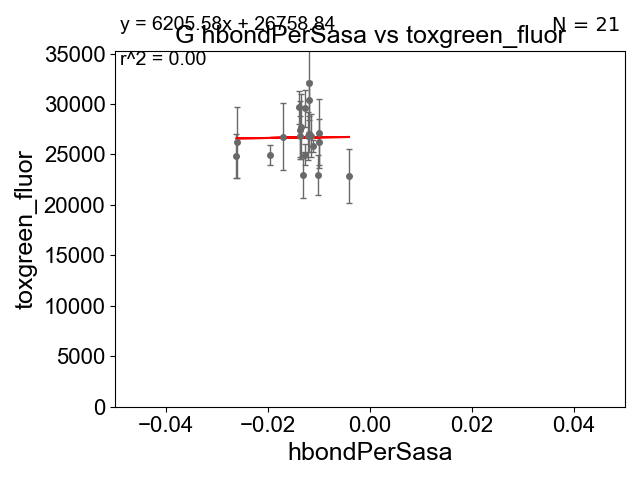 y = 6205.58x + 26758.84
N = 21
G hbondPerSasa vs toxgreen_fluor
r^2 = 0.00
35000
30000
25000
20000
15000
10000
5000
0
toxgreen_fluor
−0.04 −0.02 0.00 0.02 0.04
hbondPerSasa